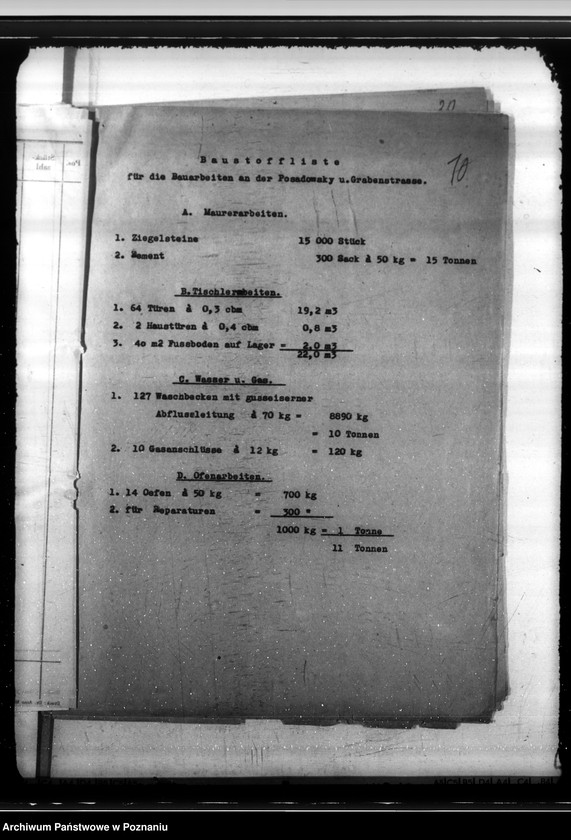 20
10
Baustoffliste
für die Bauarbeiten an der Posadowsky u.Grabenstrasse.
A. Maurerarbeiten.
1. Ziegelsteine 15 000 Stück
2. Zement 300 Sack à 50 kg = 15 Tonnen
B.Tischlerarbeiten.
1. 64 Türen à 0,3 cbm 19,2 m3
2. 2 Haustüren à 0,4 cbm 0,8 m3
3. 40 m2 Fussboden auf Lager = 2,0 m3
22,0 m3
C. Wasser u. Gas.
1. 127 Waschbecken mit gusseiserner
Abflussleitung à 70 kg = 8890 kg
= 10 Tonnen
2. 10 Gasanschlüsse à 12 kg = 120 kg
D. Ofenarbeiten.
1. 14 Oefen à 50 kg = 700 kg
2. für Reparaturen = 300 "
1000 kg = 1 Tonne
11 Tonnen
Archiwum Państwowe w Poznaniu